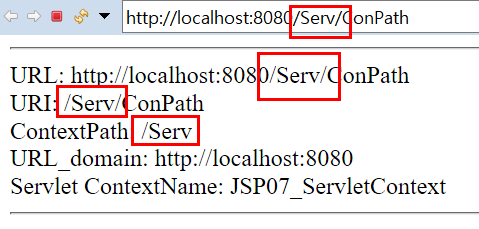 http://localhost:8080/Serv/ConPath
URL: http://localhost:8080/Serv/ConPath
URI: /Serv/ConPath
ContextPath: /Serv
URL_domain: http://localhost:8080
Servlet ContextName: JSP07_ServletContext